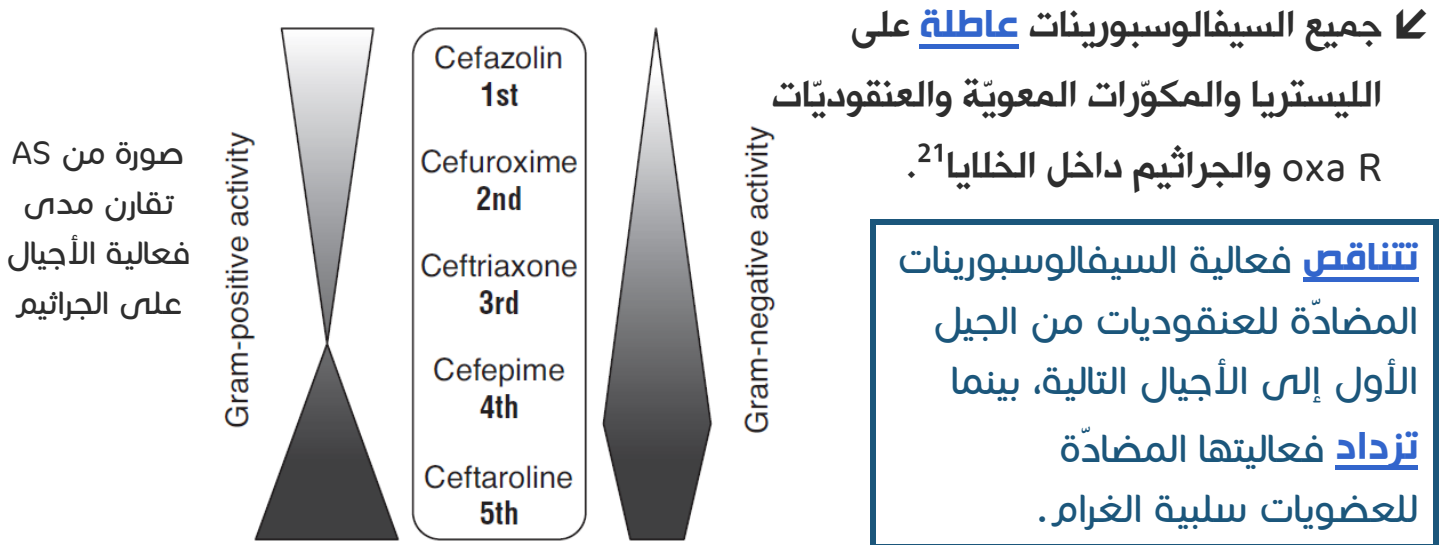 ↙ جميع السيفالوسبورينات عاطلة على
الليستريا والمكوّرات المعويّة والعنقوديّات
oxa R والجراثيم داخل الخلايا²¹.
تتناقص فعالية السيفالوسبورينات
المضادّة للعنقوديات من الجيل
الأول إلى الأجيال التالية، بينما
تزداد فعاليتها المضادّة
للعضويات سلبية الغرام.
Gram-negative activity
Cefazolin
1st
Cefuroxime
2nd
Ceftriaxone
3rd
Cefepime
4th
Ceftaroline
5th
Gram-positive activity
صورة من AS
تقارن مدى
فعالية الأجيال
على الجراثيم